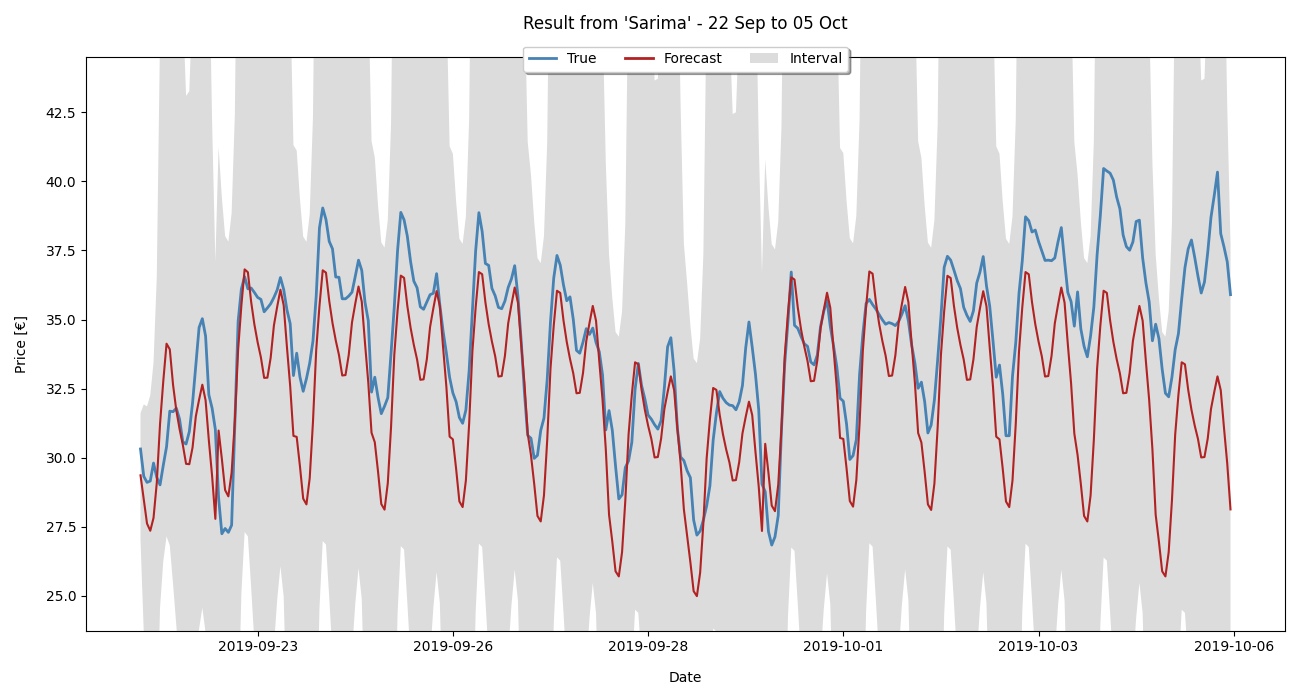 Result from 'Sarima' - 22 Sep to 05 Oct
True Forecast Interval
42.5
40.0
37.5
35.0
32.5
30.0
27.5
25.0
Price [€]
2019-09-23 2019-09-26 2019-09-28 2019-10-01 2019-10-03 2019-10-06
Date